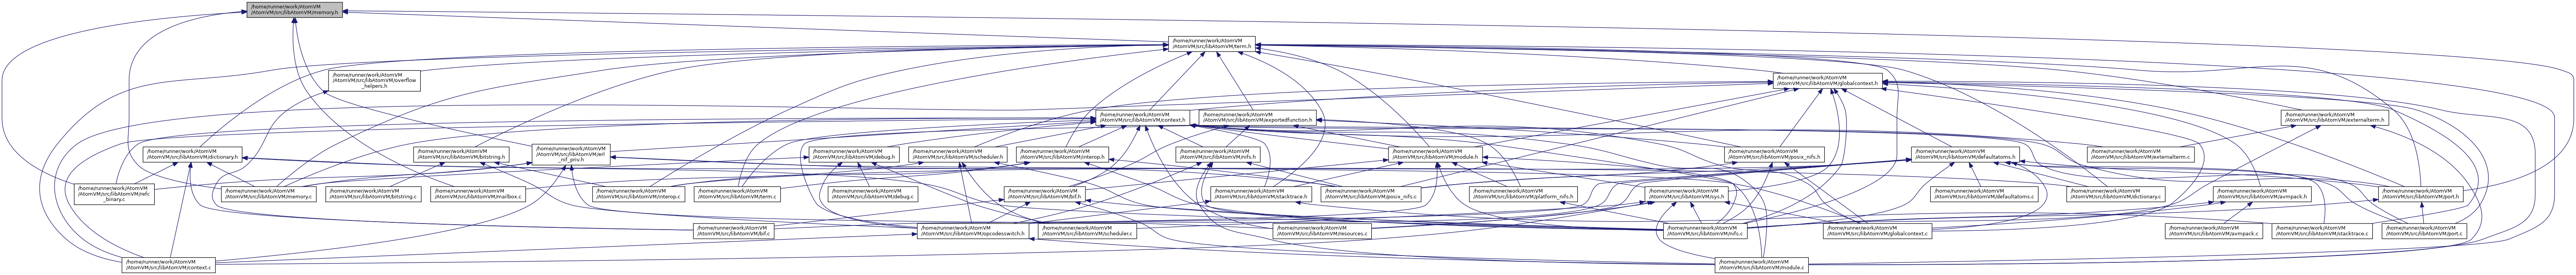 /home/runner/work/AtomVM
/AtomVM/src/libAtomVM/memory.h
/home/runner/work/AtomVM
/AtomVM/src/libAtomVM/term.h
/home/runner/work/AtomVM
/AtomVM/src/libAtomVM/overflow
_helpers.h
/home/runner/work/AtomVM
/AtomVM/src/libAtomVM/globalcontext.h
/home/runner/work/AtomVM
/AtomVM/src/libAtomVM/context.h
/home/runner/work/AtomVM
/AtomVM/src/libAtomVM/exportedfunction.h
/home/runner/work/AtomVM
/AtomVM/src/libAtomVM/externalterm.h
/home/runner/work/AtomVM
/AtomVM/src/libAtomVM/dictionary.h
/home/runner/work/AtomVM
/AtomVM/src/libAtomVM/bitstring.h
/home/runner/work/AtomVM
/AtomVM/src/libAtomVM/erl
_nif_priv.h
/home/runner/work/AtomVM
/AtomVM/src/libAtomVM/debug.h
/home/runner/work/AtomVM
/AtomVM/src/libAtomVM/scheduler.h
/home/runner/work/AtomVM
/AtomVM/src/libAtomVM/interop.h
/home/runner/work/AtomVM
/AtomVM/src/libAtomVM/nifs.h
/home/runner/work/AtomVM
/AtomVM/src/libAtomVM/module.h
/home/runner/work/AtomVM
/AtomVM/src/libAtomVM/posix_nifs.h
/home/runner/work/AtomVM
/AtomVM/src/libAtomVM/defaultatoms.h
/home/runner/work/AtomVM
/AtomVM/src/libAtomVM/externalterm.c
/home/runner/work/AtomVM
/AtomVM/src/libAtomVM/refc
_binary.c
/home/runner/work/AtomVM
/AtomVM/src/libAtomVM/memory.c
/home/runner/work/AtomVM
/AtomVM/src/libAtomVM/bitstring.c
/home/runner/work/AtomVM
/AtomVM/src/libAtomVM/mailbox.c
/home/runner/work/AtomVM
/AtomVM/src/libAtomVM/interop.c
/home/runner/work/AtomVM
/AtomVM/src/libAtomVM/term.c
/home/runner/work/AtomVM
/AtomVM/src/libAtomVM/debug.c
/home/runner/work/AtomVM
/AtomVM/src/libAtomVM/bif.h
/home/runner/work/AtomVM
/AtomVM/src/libAtomVM/stacktrace.h
/home/runner/work/AtomVM
/AtomVM/src/libAtomVM/posix_nifs.c
/home/runner/work/AtomVM
/AtomVM/src/libAtomVM/platform_nifs.h
/home/runner/work/AtomVM
/AtomVM/src/libAtomVM/sys.h
/home/runner/work/AtomVM
/AtomVM/src/libAtomVM/defaultatoms.c
/home/runner/work/AtomVM
/AtomVM/src/libAtomVM/dictionary.c
/home/runner/work/AtomVM
/AtomVM/src/libAtomVM/avmpack.h
/home/runner/work/AtomVM
/AtomVM/src/libAtomVM/port.h
/home/runner/work/AtomVM
/AtomVM/src/libAtomVM/bif.c
/home/runner/work/AtomVM
/AtomVM/src/libAtomVM/opcodesswitch.h
/home/runner/work/AtomVM
/AtomVM/src/libAtomVM/scheduler.c
/home/runner/work/AtomVM
/AtomVM/src/libAtomVM/resources.c
/home/runner/work/AtomVM
/AtomVM/src/libAtomVM/nifs.c
/home/runner/work/AtomVM
/AtomVM/src/libAtomVM/globalcontext.c
/home/runner/work/AtomVM
/AtomVM/src/libAtomVM/avmpack.c
/home/runner/work/AtomVM
/AtomVM/src/libAtomVM/stacktrace.c
/home/runner/work/AtomVM
/AtomVM/src/libAtomVM/port.c
/home/runner/work/AtomVM
/AtomVM/src/libAtomVM/context.c
/home/runner/work/AtomVM
/AtomVM/src/libAtomVM/module.c